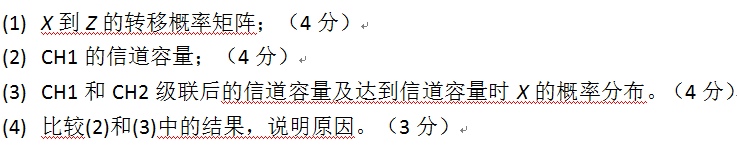 (1) X 到 Z 的转移概率矩阵；（4 分）
(2) CH1 的信道容量；（4 分）
(3) CH1 和 CH2 级联后的信道容量及达到信道容量时 X 的概率分布。（4 分）
(4) 比较(2)和(3)中的结果，说明原因。（3 分）